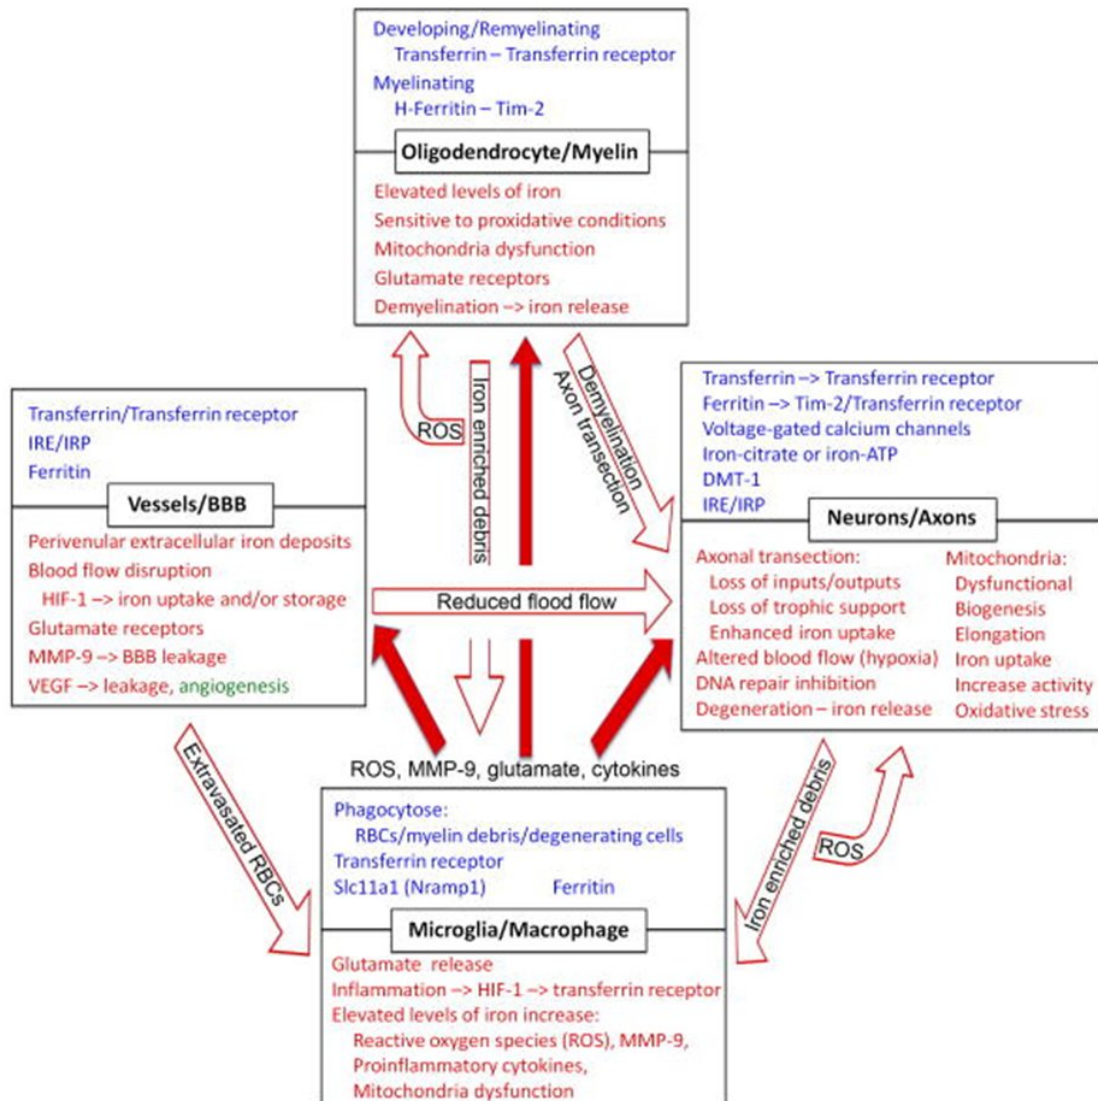 Developing/Remyelinating
Transferrin – Transferrin receptor
Myelinating
H-Ferritin – Tim-2
Oligodendrocyte/Myelin
Elevated levels of iron
Sensitive to proxidative conditions
Mitochondria dysfunction
Glutamate receptors
Demyelination –> iron release
ROS
Iron enriched debris
Demyelination
Axon transection
Transferrin/Transferrin receptor
IRE/IRP
Ferritin
Vessels/BBB
Perivenular extracellular iron deposits
Blood flow disruption
HIF-1 –> iron uptake and/or storage
Glutamate receptors
MMP-9 –> BBB leakage
VEGF –> leakage, angiogenesis
Reduced flood flow
Transferrin –> Transferrin receptor
Ferritin –> Tim-2/Transferrin receptor
Voltage-gated calcium channels
Iron-citrate or iron-ATP
DMT-1
IRE/IRP
Neurons/Axons
Axonal transection:
Loss of inputs/outputs
Loss of trophic support
Enhanced iron uptake
Altered blood flow (hypoxia)
DNA repair inhibition
Degeneration – iron release
Mitochondria:
Dysfunctional
Biogenesis
Elongation
Iron uptake
Increase activity
Oxidative stress
Extravasated RBCs
ROS, MMP-9, glutamate, cytokines
Iron enriched debris
ROS
Phagocytose:
RBCs/myelin debris/degenerating cells
Transferrin receptor
Slc11a1 (Nramp1) Ferritin
Microglia/Macrophage
Glutamate release
Inflammation –> HIF-1 –> transferrin receptor
Elevated levels of iron increase:
Reactive oxygen species (ROS), MMP-9,
Proinflammatory cytokines,
Mitochondria dysfunction